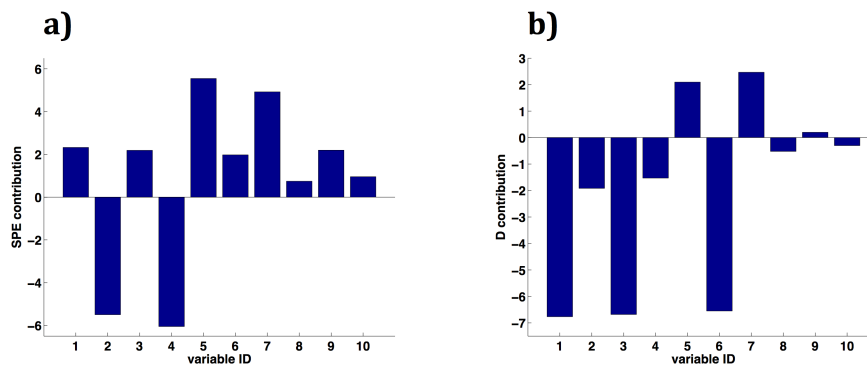 a)
6
4
2
0
−2
−4
−6
SPE contribution
1 2 3 4 5 6 7 8 9 10
variable ID
b)
3
2
1
0
−1
−2
−3
−4
−5
−6
−7
D contribution
1 2 3 4 5 6 7 8 9 10
variable ID